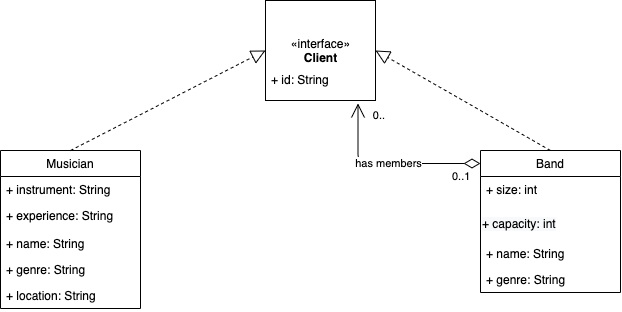 «interface»
Client
+ id: String
0..
has members
0..1
Musician
+ instrument: String
+ experience: String
+ name: String
+ genre: String
+ location: String
Band
+ size: int
+ capacity: int
+ name: String
+ genre: String